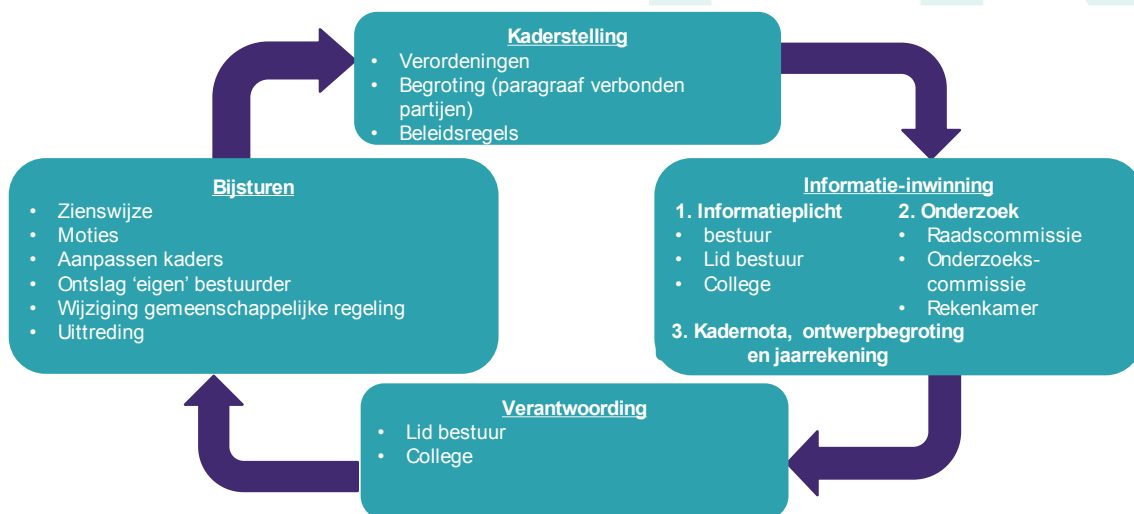 Kaderstelling
• Verordeningen
• Begroting (paragraaf verbonden
partijen)
• Beleidsregels
Bijsturen
• Zienswijze
• Moties
• Aanpassen kaders
• Ontslag ‘eigen’ bestuurder
• Wijziging gemeenschappelijke regeling
• Uittreding
Informatie-inwinning
1. Informatieplicht
• bestuur
• Lid bestuur
• College
2. Onderzoek
• Raadscommissie
• Onderzoeks-
commissie
• Rekenkamer
3. Kadernota, ontwerpbegroting
en jaarrekening
Verantwoording
• Lid bestuur
• College